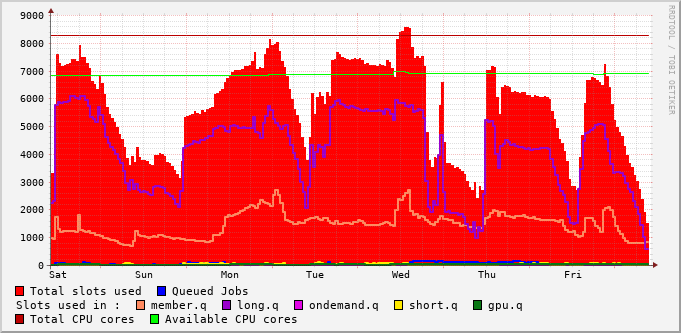 9000
8000
7000
6000
5000
4000
3000
2000
1000
0
Sat Sun Mon Tue Wed Thu Fri
RRDTOOL / TOBI OETIKER
Total slots used Queued Jobs
Slots used in : member.q long.q ondemand.q short.q gpu.q
Total CPU cores Available CPU cores